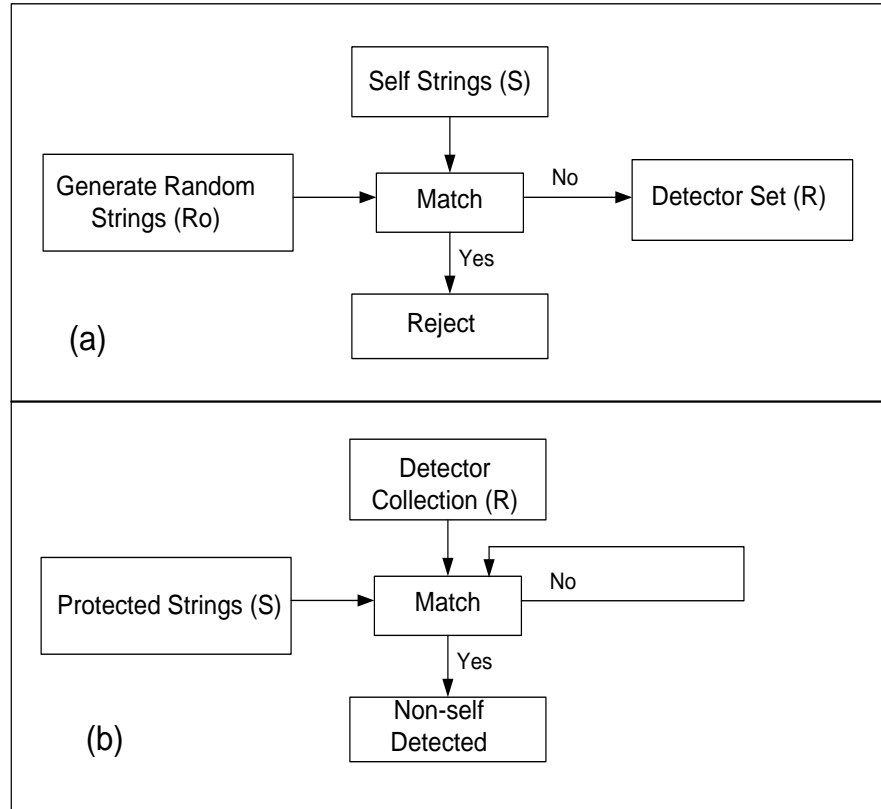 Self Strings (S)
Generate Random
Strings (Ro)
Match
No
Detector Set (R)
Yes
Reject
(a)
Detector
Collection (R)
Protected Strings (S)
Match
No
Yes
Non-self
Detected
(b)